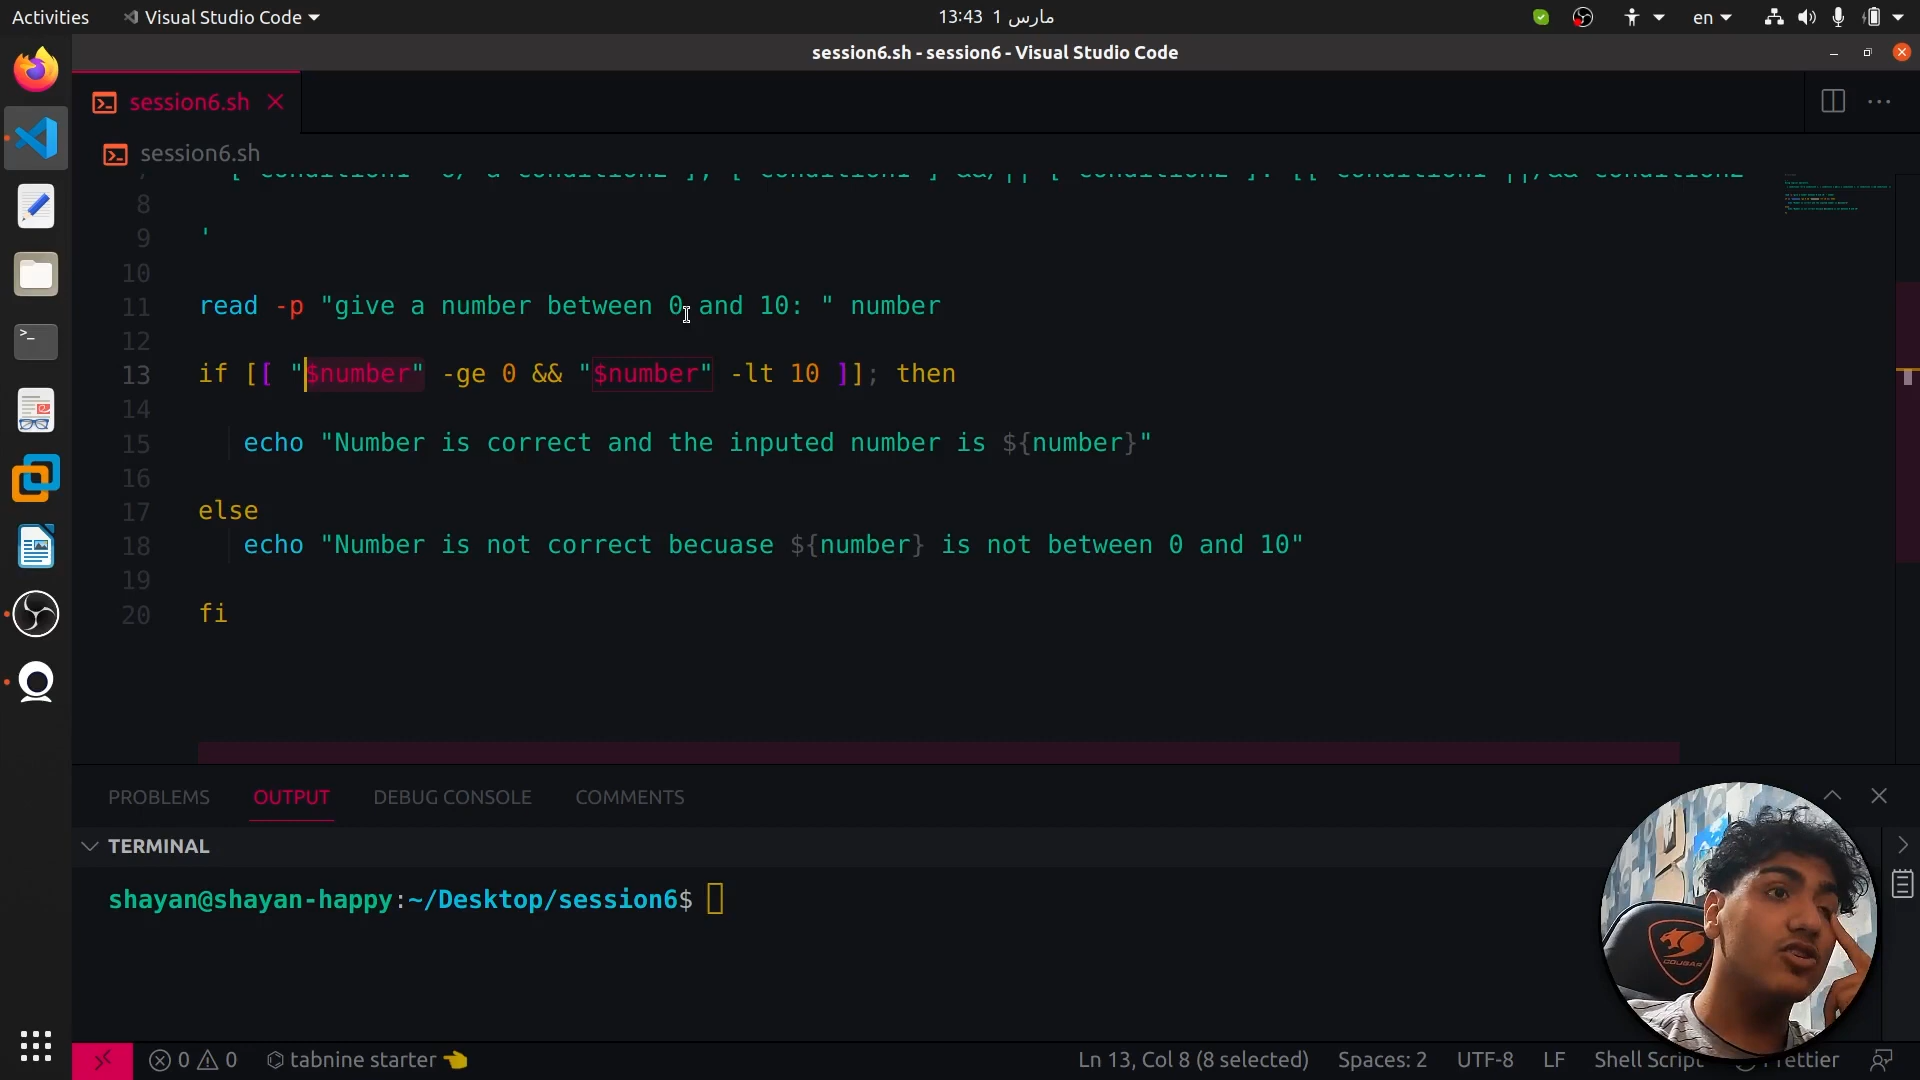 Activities
Visual Studio Code
13:43 1 مارس
en
session6.sh - session6 - Visual Studio Code
session6.sh
session6.sh
8
9 '
10
11 read -p "give a number between 0 and 10: " number
12
13 if [[ "$number" -ge 0 && "$number" -lt 10 ]]; then
14
15 echo "Number is correct and the inputed number is ${number}"
16
17 else
18 echo "Number is not correct becuase ${number} is not between 0 and 10"
19
20 fi
PROBLEMS OUTPUT DEBUG CONSOLE COMMENTS
TERMINAL
shayan@shayan-happy:~/Desktop/session6$
COUGAR
0 0 tabnine starter Ln 13, Col 8 (8 selected) Spaces: 2 UTF-8 LF Shell Script Prettier